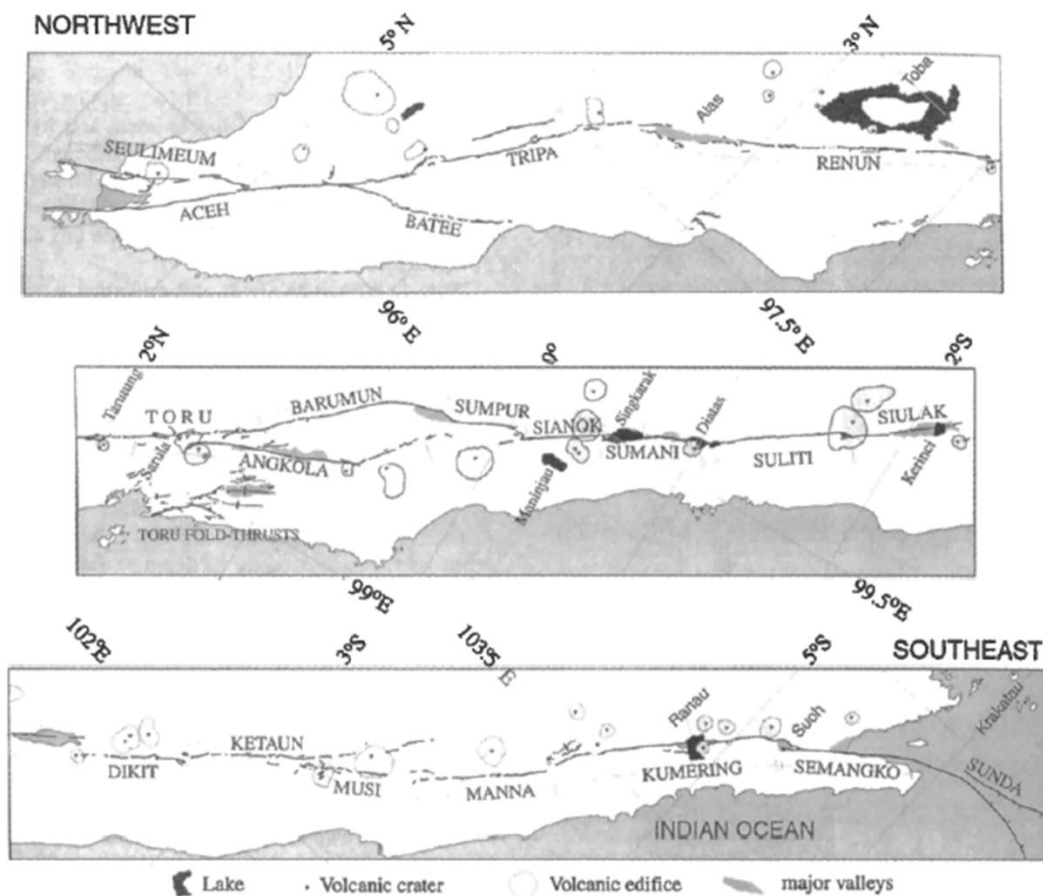 NORTHWEST
5° N
3° N
Toba
Alas
SEULIMEUM
TRIPA
RENUN
ACEH
BATEE
96° E
97.5° E
2°N
0°
2°S
Tarutung
TORU
BARUMUN
SUMPUR
SIANOK
Singkarak
Diatas
SIULAK
Sarola
ANGKOLA
Maninjau
SUMANI
SULITI
Kerinci
TORU FOLD-THRUSTS
99°E
99.5°E
102°E
3°S
103°5 E
5°S
SOUTHEAST
Ranau
Suoh
Krakatau
KETAUN
DIKIT
MUSI
MANNA
KUMERING
SEMANGKO
SUNDA
INDIAN OCEAN
Lake
Volcanic crater
Volcanic edifice
major valleys